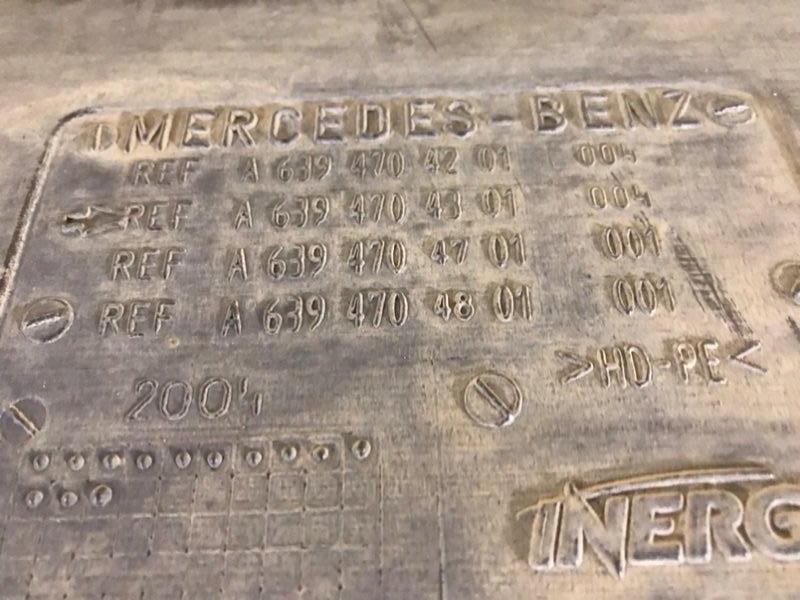 MERCEDES-BENZ
REF A 639 470 42 01 004
REF A 639 470 43 01 004
REF A 639 470 47 01 001
REF A 639 470 48 01 001
>HD-PE<
2004
INERG